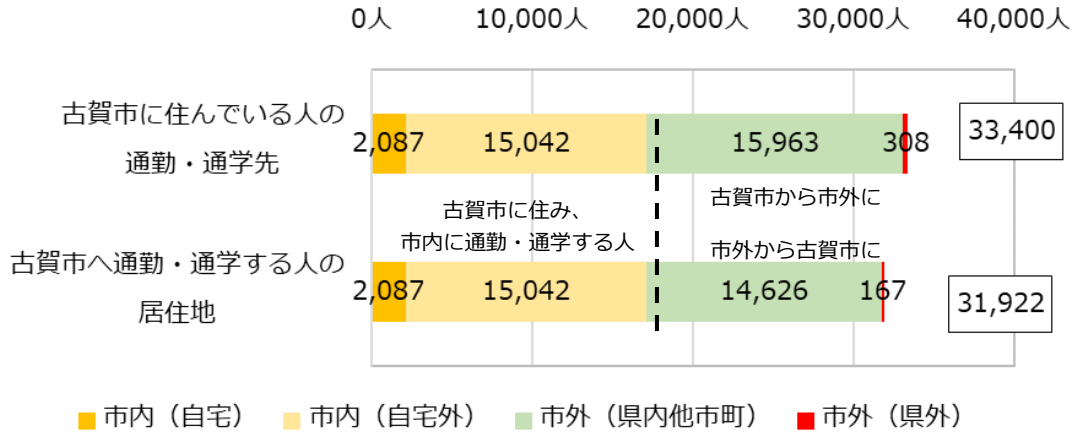 0人 10,000人 20,000人 30,000人 40,000人
古賀市に住んでいる人の
通勤・通学先
2,087 15,042 15,963 308 33,400
古賀市から市外に
古賀市に住み、
市内に通勤・通学する人
市外から古賀市に
古賀市へ通勤・通学する人の
居住地
2,087 15,042 14,626 167 31,922
市内（自宅） 市内（自宅外） 市外（県内他市町） 市外（県外）